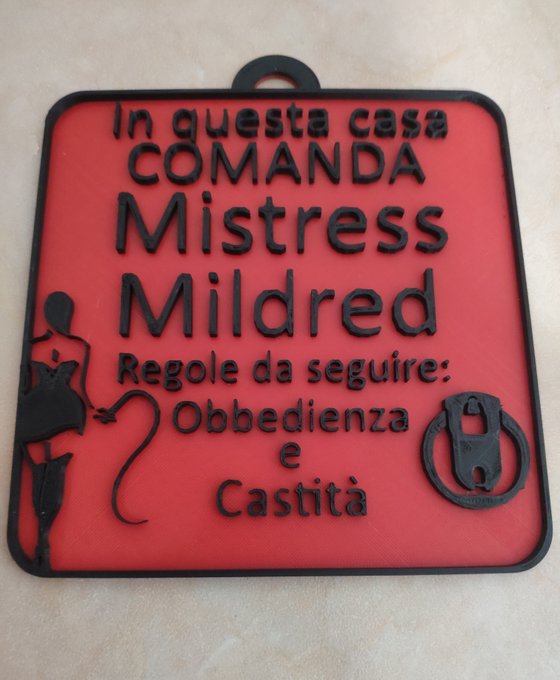 In questa casa
COMANDA
Mistress
Mildred
Regole da seguire:
Obbedienza
e
Castità